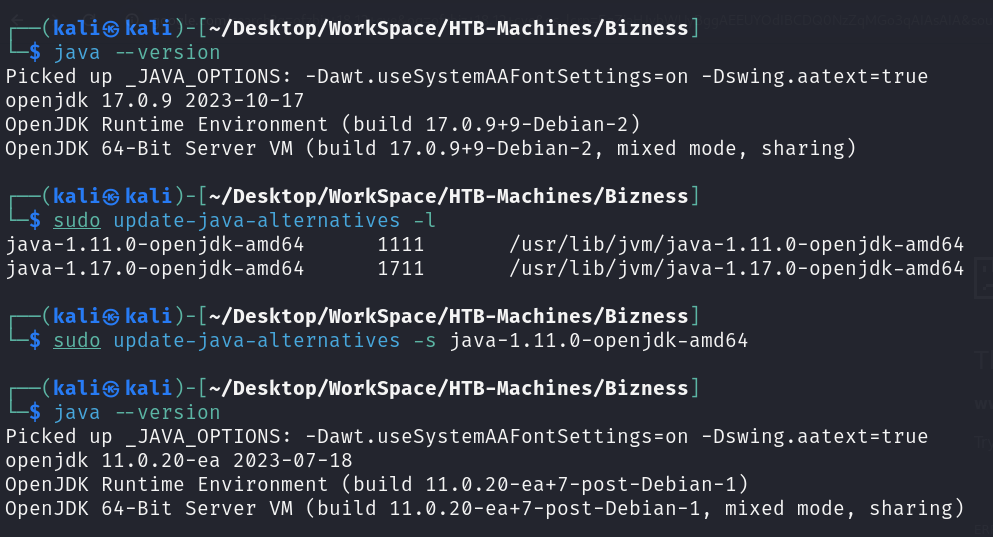 ┌──(kali㉿kali)-[~/Desktop/WorkSpace/HTB-Machines/Bizness]
└─$ java --version
Picked up _JAVA_OPTIONS: -Dawt.useSystemAAFontSettings=on -Dswing.aatext=true
openjdk 17.0.9 2023-10-17
OpenJDK Runtime Environment (build 17.0.9+9-Debian-2)
OpenJDK 64-Bit Server VM (build 17.0.9+9-Debian-2, mixed mode, sharing)
┌──(kali㉿kali)-[~/Desktop/WorkSpace/HTB-Machines/Bizness]
└─$ sudo update-java-alternatives -l
java-1.11.0-openjdk-amd64      1111       /usr/lib/jvm/java-1.11.0-openjdk-amd64
java-1.17.0-openjdk-amd64      1711       /usr/lib/jvm/java-1.17.0-openjdk-amd64
┌──(kali㉿kali)-[~/Desktop/WorkSpace/HTB-Machines/Bizness]
└─$ sudo update-java-alternatives -s java-1.11.0-openjdk-amd64
┌──(kali㉿kali)-[~/Desktop/WorkSpace/HTB-Machines/Bizness]
└─$ java --version
Picked up _JAVA_OPTIONS: -Dawt.useSystemAAFontSettings=on -Dswing.aatext=true
openjdk 11.0.20-ea 2023-07-18
OpenJDK Runtime Environment (build 11.0.20-ea+7-post-Debian-1)
OpenJDK 64-Bit Server VM (build 11.0.20-ea+7-post-Debian-1, mixed mode, sharing)